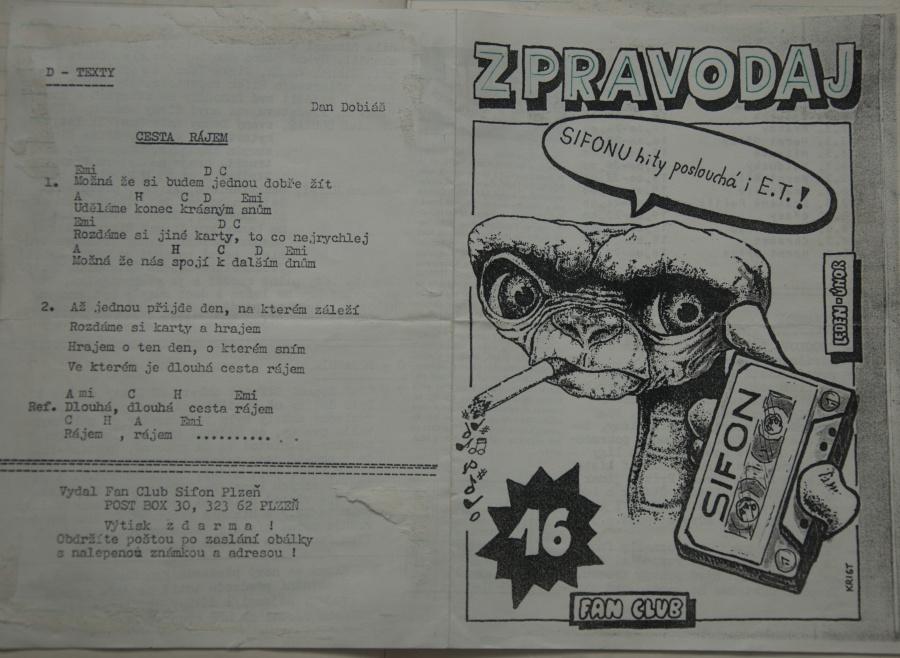 D - TEXTY
Dan Dobiáš
CESTA RÁJEM
Emi D C
1. Možná že si budem jednou dobře žít
A H C D Emi
Uděláme konec krásným snům
Emi D C
Rozdáme si jiné karty, to co nejrychlej
A H C D Emi
Možná že nás spojí k dalším dnům
2. Až jednou přijde den, na kterém záleží
Rozdáme si karty a hrajem
Hrajem o ten den, o kterém sním
Ve kterém je dlouhá cesta rájem
A mi C H Emi
Ref. Dlouhá, dlouhá cesta rájem
C H A Emi
Rájem , rájem .......... . .
Vydal Fan Club Sifon Plzeň
POST BOX 30, 323 62 PLZEŇ
Výtisk z d a r m a !
Obdržíte poštou po zaslání obálky
s nalepenou známkou a adresou !
ZPRAVODAJ
SIFONU hity poslouchá i E.T.!
LEDEN-ÚNOR
SIFON
16
FAN CLUB
KRIST